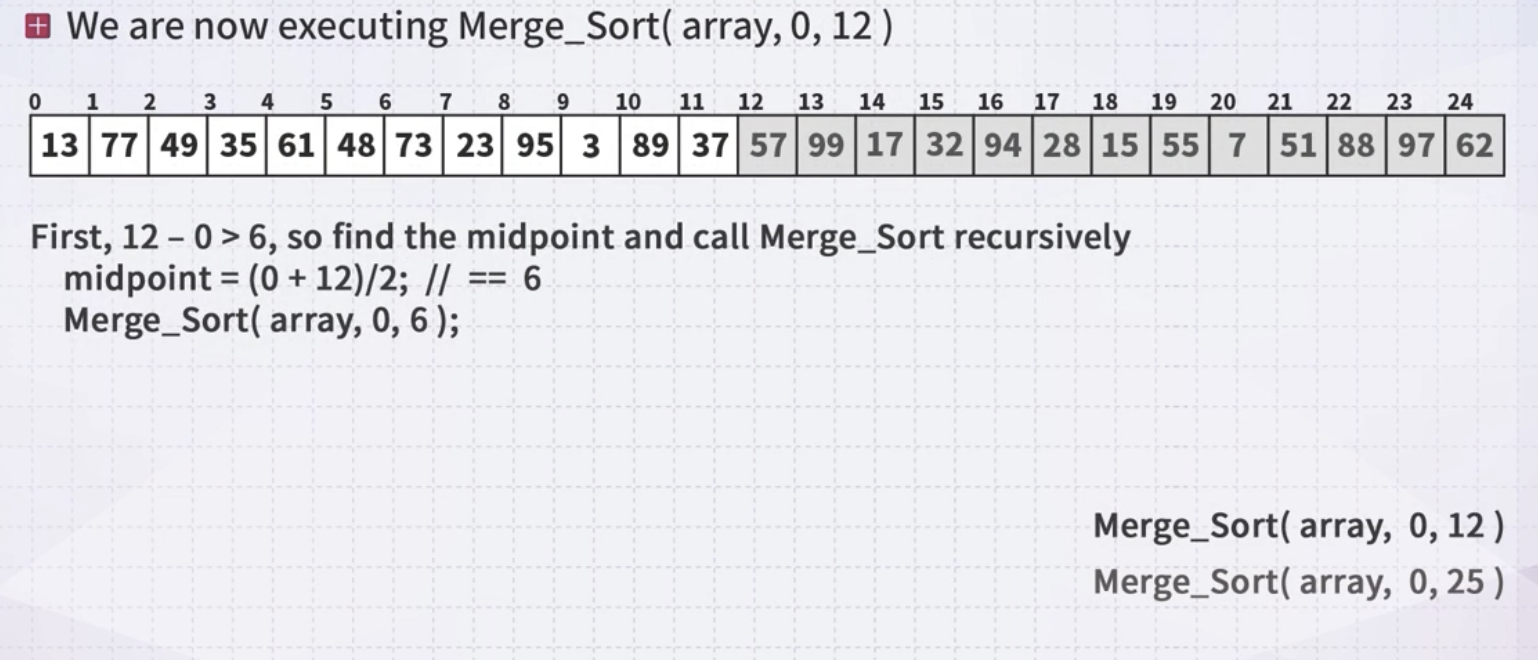 We are now executing Merge_Sort( array, 0, 12 )
0 1 2 3 4 5 6 7 8 9 10 11 12 13 14 15 16 17 18 19 20 21 22 23 24
13 77 49 35 61 48 73 23 95 3 89 37 57 99 17 32 94 28 15 55 7 51 88 97 62
First, 12 – 0 > 6, so find the midpoint and call Merge_Sort recursively
midpoint = (0 + 12)/2; // == 6
Merge_Sort( array, 0, 6 );
Merge_Sort( array, 0, 12 )
Merge_Sort( array, 0, 25 )